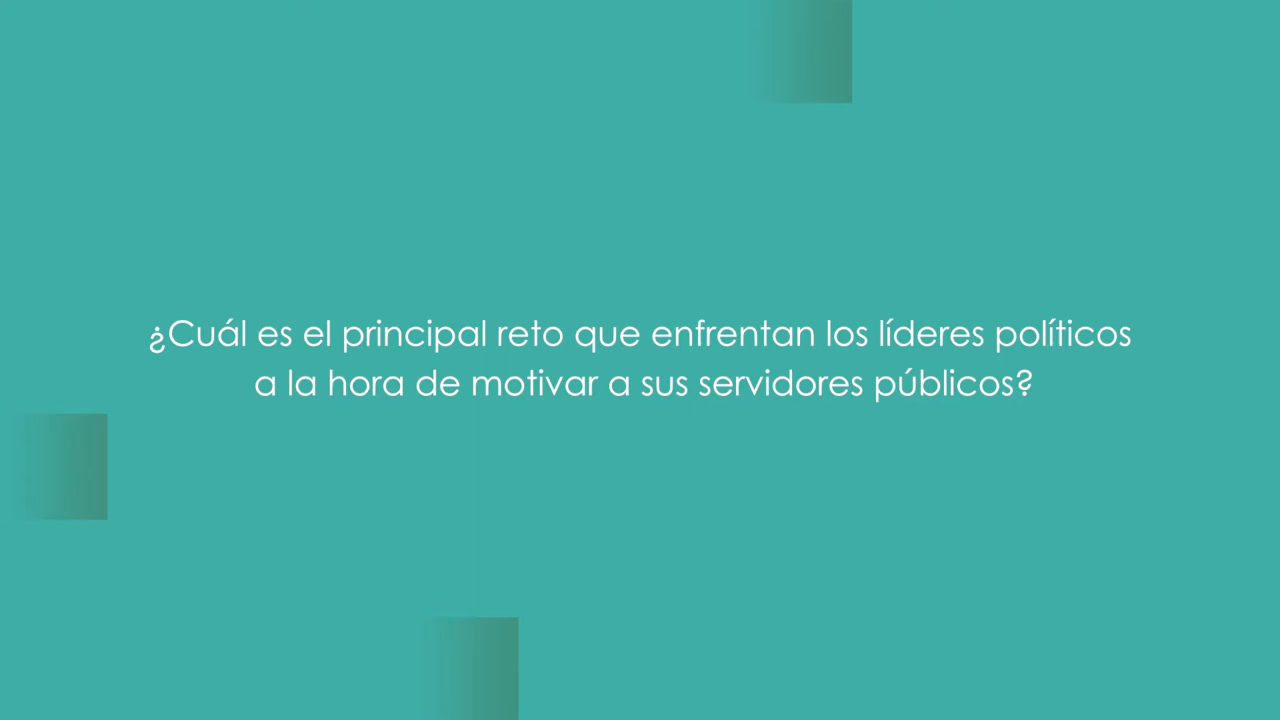 ¿Cuál es el principal reto que enfrentan los líderes políticos
a la hora de motivar a sus servidores públicos?